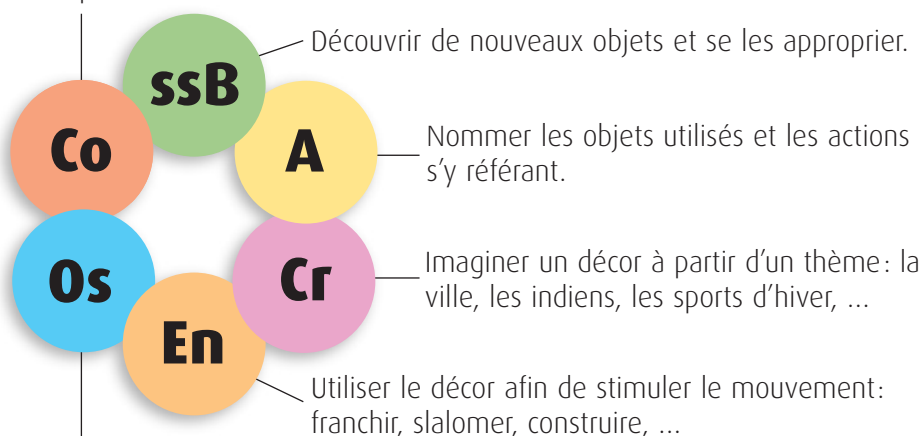 Découvrir de nouveaux objets et se les approprier.
ssB
Co
A
Nommer les objets utilisés et les actions
s'y référant.
Os
Cr
Imaginer un décor à partir d'un thème: la
ville, les indiens, les sports d'hiver, ...
En
Utiliser le décor afin de stimuler le mouvement:
franchir, slalomer, construire, ...